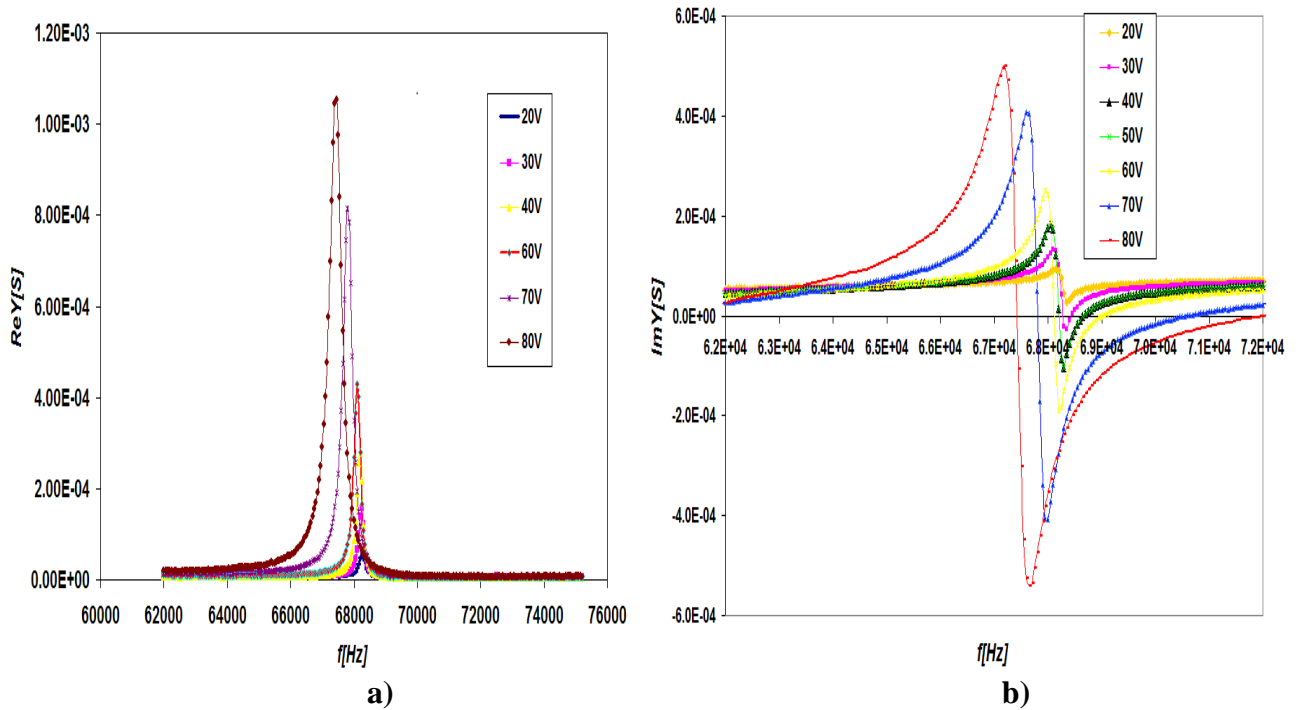 1.20E-03
1.00E-03
8.00E-04
6.00E-04
4.00E-04
2.00E-04
0.00E+00
ReY[S]
60000 62000 64000 66000 68000 70000 72000 74000 76000
f[Hz]
20V
30V
40V
60V
70V
80V
a)
6.0E-04
4.0E-04
2.0E-04
0.0E+00
-2.0E-04
-4.0E-04
-6.0E-04
ImY[S]
6.2E+04 6.3E+04 6.4E+04 6.5E+04 6.6E+04 6.7E+04 6.8E+04 6.9E+04 7.0E+04 7.1E+04 7.2E+04
f[Hz]
20V
30V
40V
50V
60V
70V
80V
b)